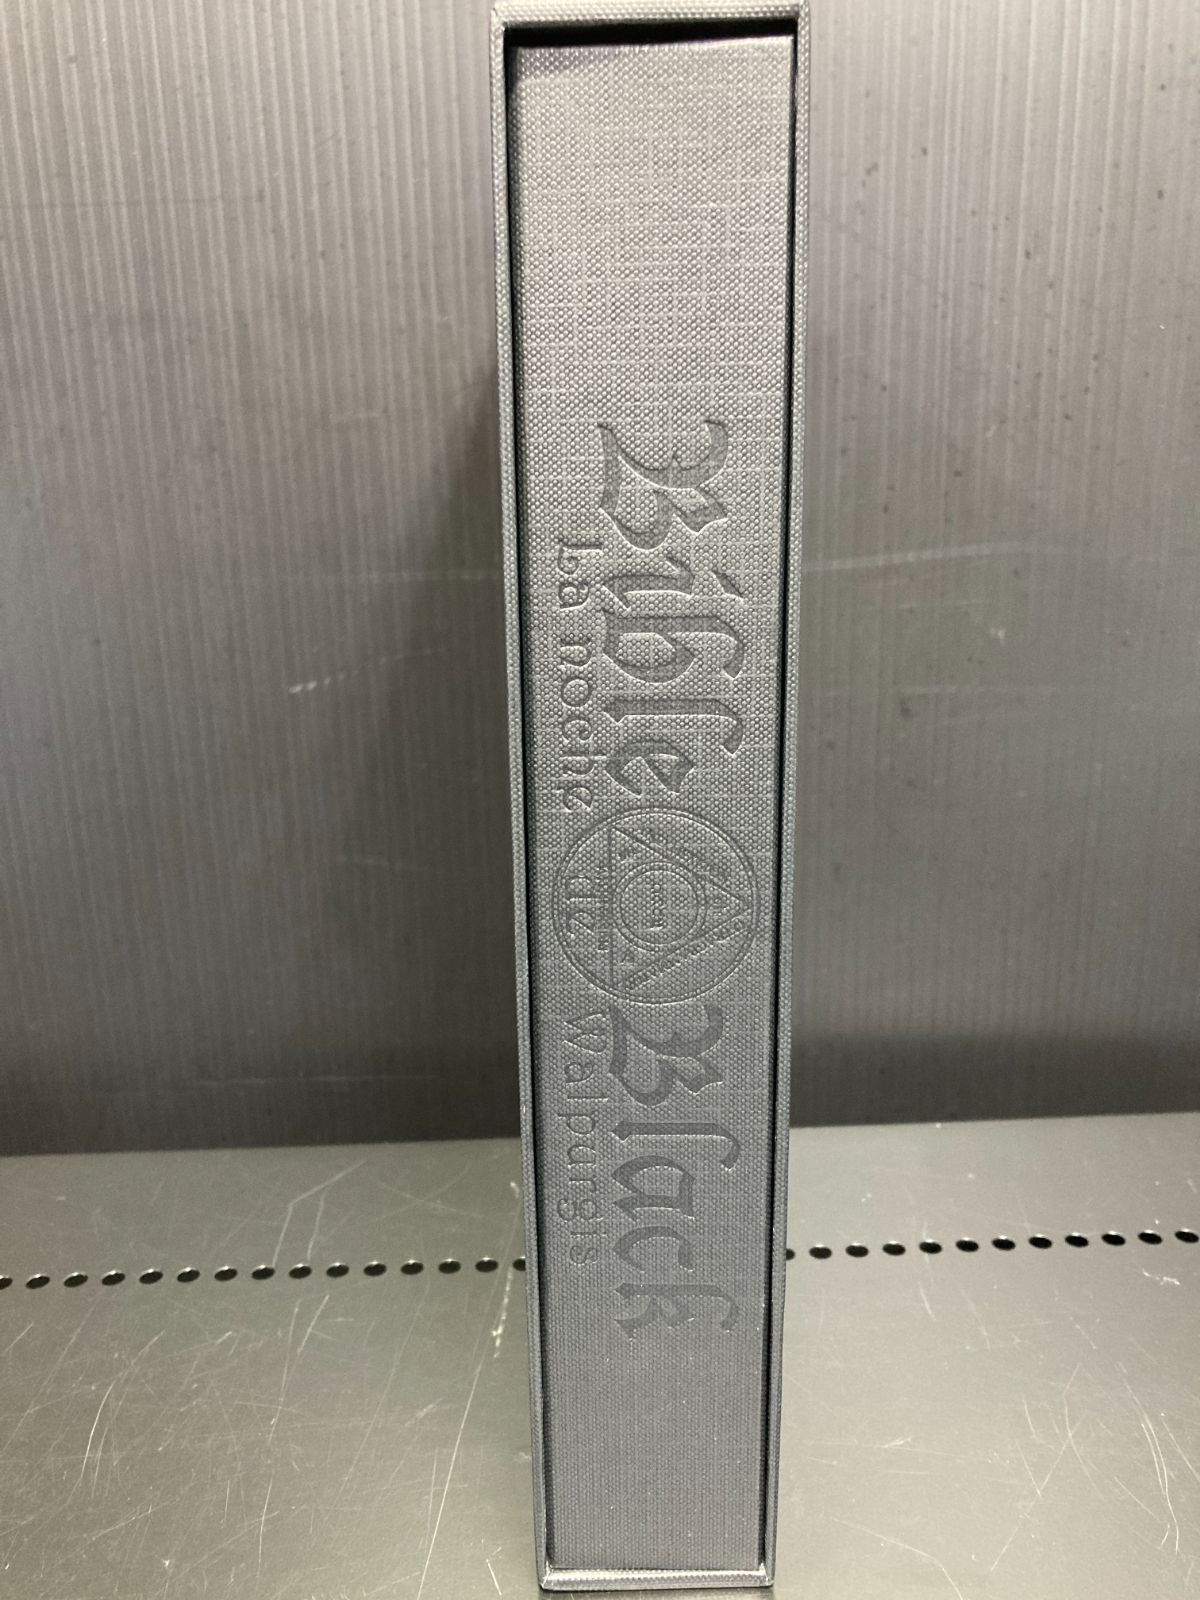 Bible Black
La noche de Walpurgis